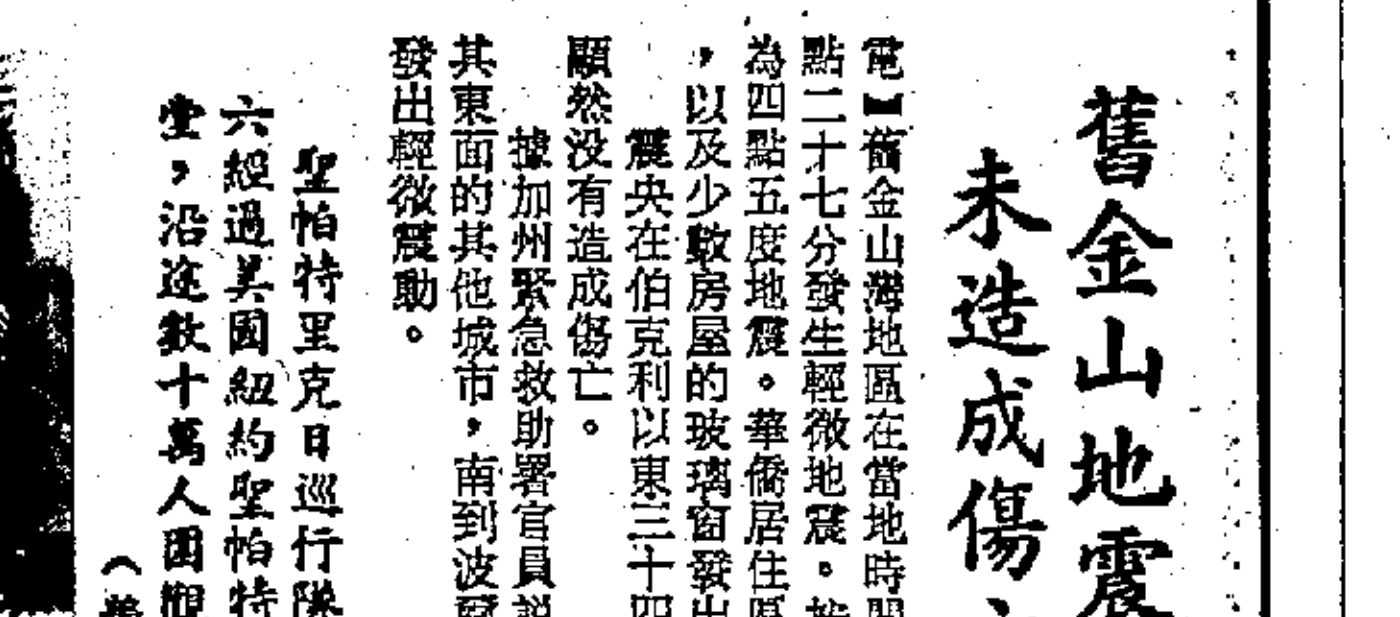 舊金山地震
未造成傷
電】舊金山灣地區在當地時間
點二十七分發生輕微地震。按
為四點五度地震。華僑居住區
，以及少數房屋的玻璃窗發出
震央在伯克利以東三十四
顯然没有造成傷亡。
據加州緊急救助署官員説
其東面的其他城市，南到波
發出輕微震動。
聖帕特里克日巡行隊
六經過美國紐約聖帕特
堂，沿途數十萬人圍觀
（